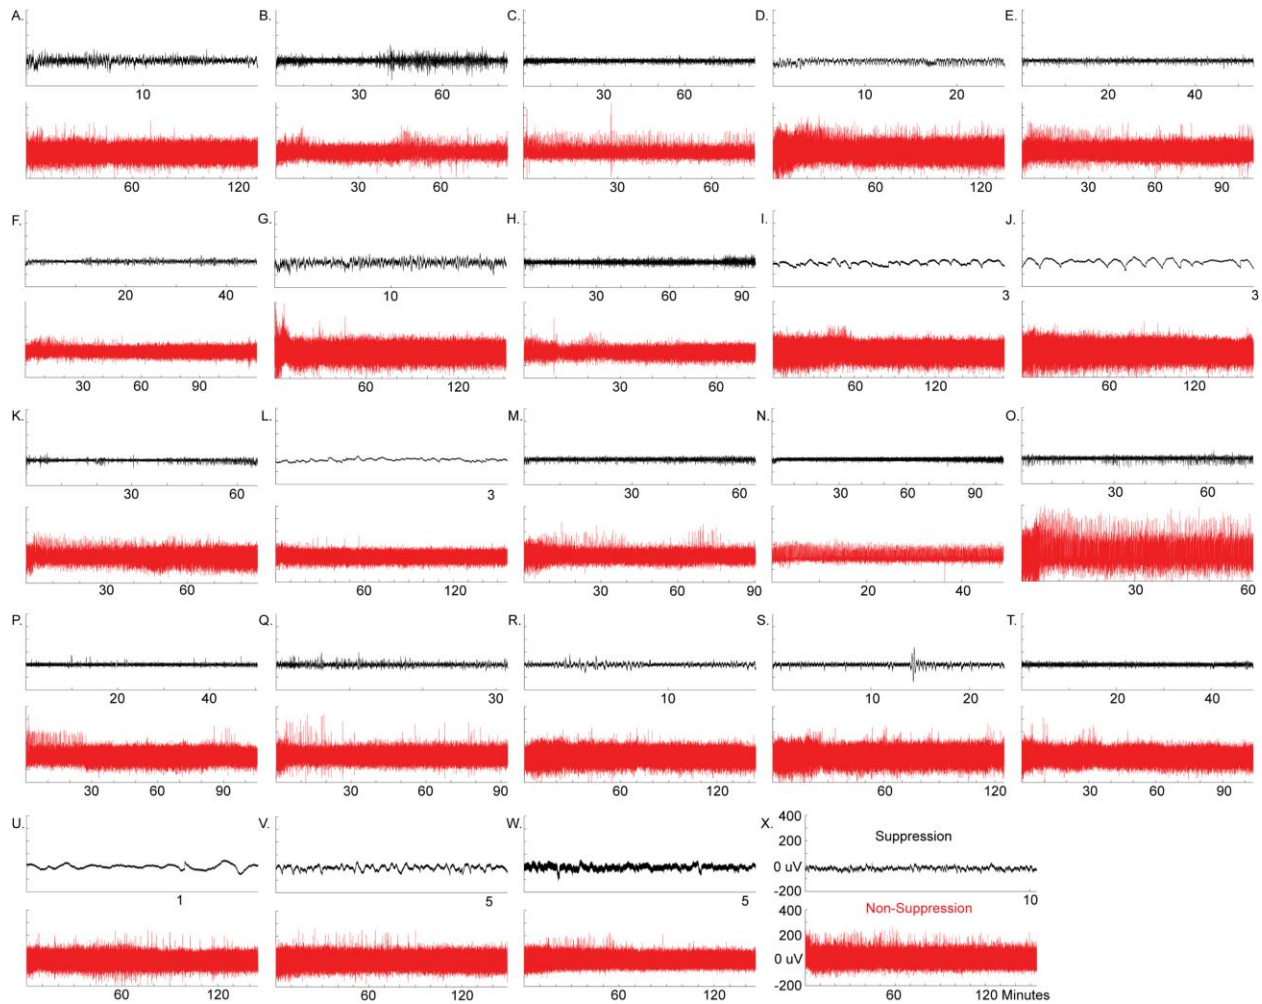 A. B. C. D. E.
10 30 60 30 60 10 20 20 40
60 120 30 60 30 60 60 120 30 60 90
F. G. H. I. J.
20 40 10 30 60 90 3 3
30 60 90 60 120 30 60 60 120 60 120
K. L. M. N. O.
30 60 3 30 60 30 60 90 30 60
30 60 60 120 30 60 90 20 40 30 60
P. Q. R. S. T.
20 40 30 10 10 20 20 40
30 60 90 30 60 90 60 120 60 120 30 60 90
U. V. W. X. 400
200 Suppression
0 uV
-200
1 5 5 10
400 Non-Suppression
200
0 uV
-200
60 120 60 120 60 120 60 120 Minutes